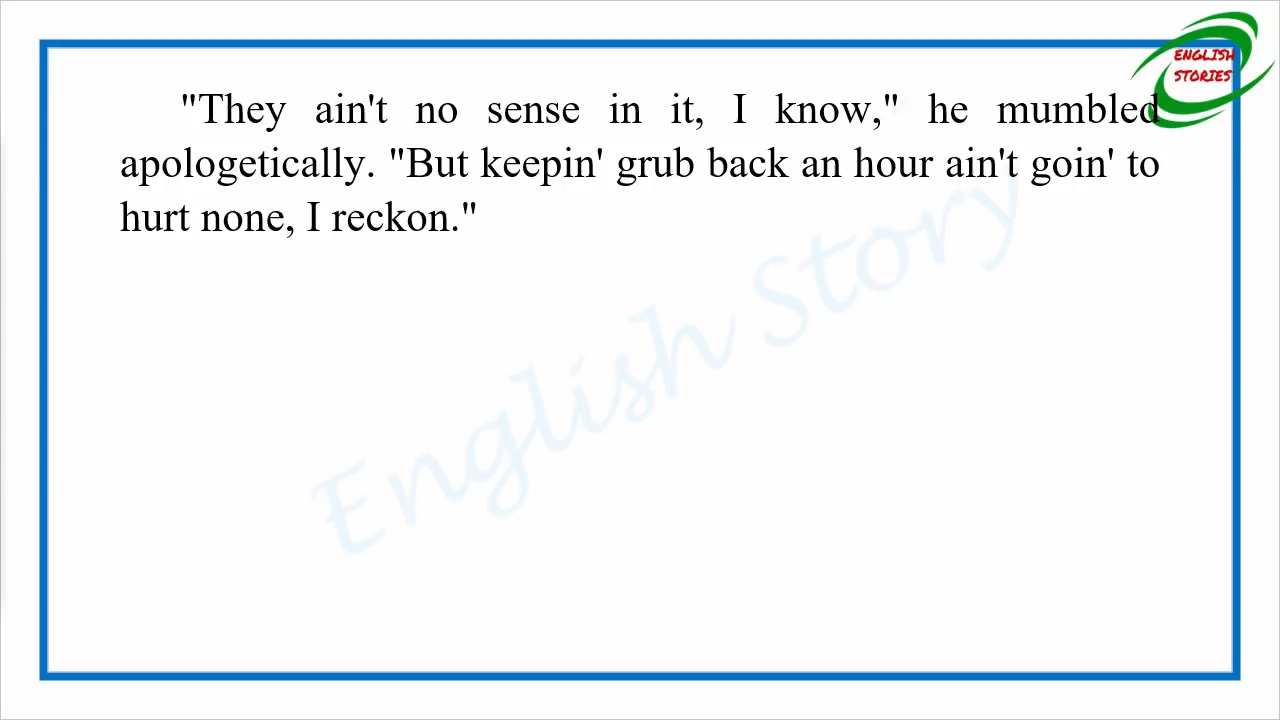 ENGLISH
STORIES
"They ain't no sense in it, I know," he mumbled
apologetically. "But keepin' grub back an hour ain't goin' to
hurt none, I reckon."
English Story